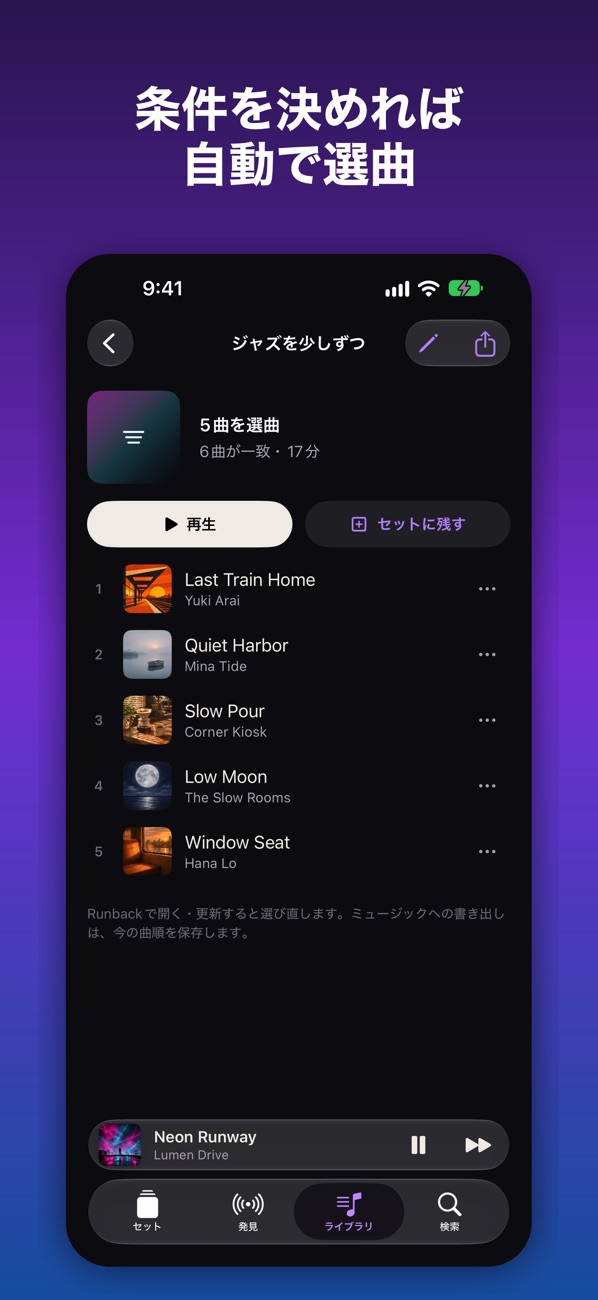 条件を決めれば
自動で選曲
9:41
ジャズを少しずつ
5曲を選曲
6曲が一致・17分
再生
セットに残す
1
Last Train Home
Yuki Arai
2
Quiet Harbor
Mina Tide
3
Slow Pour
Corner Kiosk
4
Low Moon
The Slow Rooms
5
Window Seat
Hana Lo
Runbackで開く・更新すると選び直します。ミュージックへの書き出し
は、今の曲順を保存します。
Neon Runway
Lumen Drive
セット
発見
ライブラリ
検索